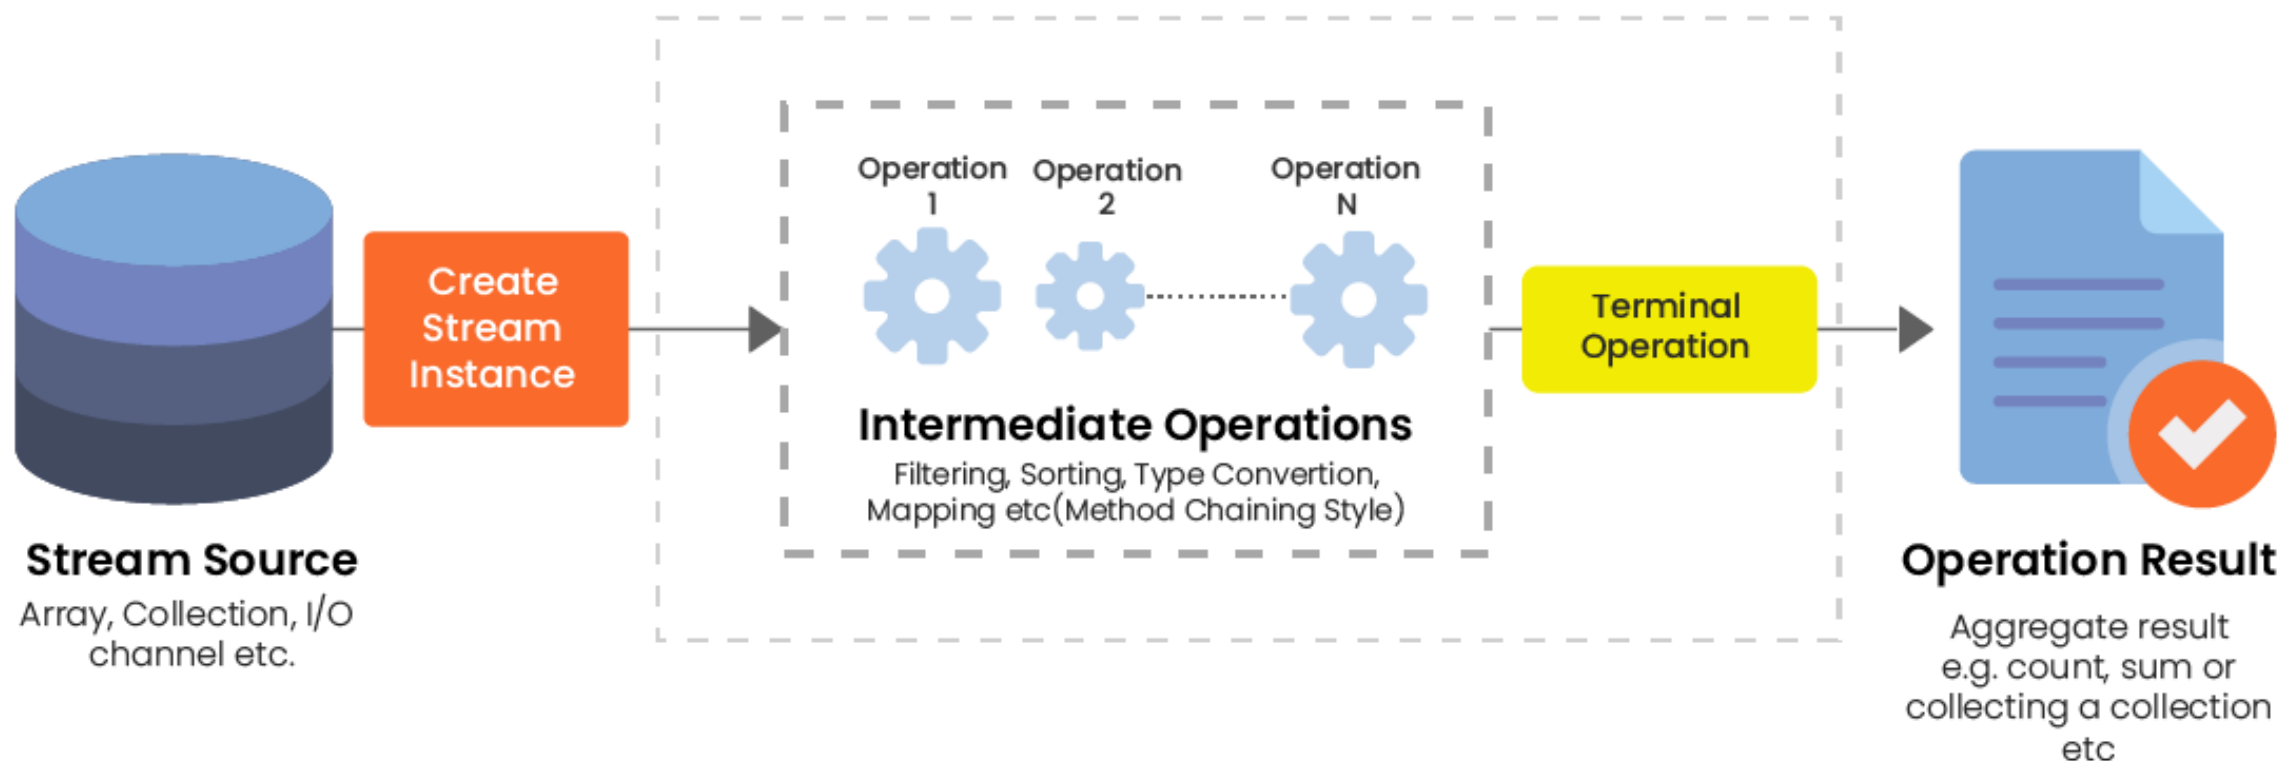 Stream Source
Array, Collection, I/O
channel etc.
Create
Stream
Instance
Operation
1
Operation
2
Operation
N
Intermediate Operations
Filtering, Sorting, Type Convertion,
Mapping etc(Method Chaining Style)
Terminal
Operation
Operation Result
Aggregate result
e.g. count, sum or
collecting a collection
etc